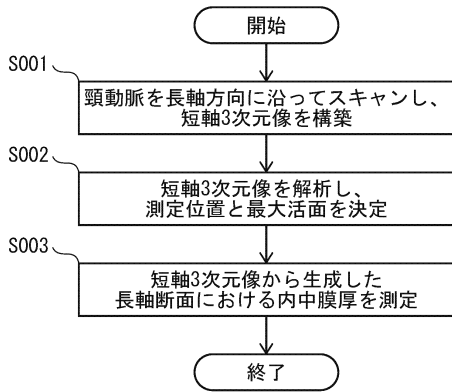 開始
S001
頸動脈を長軸方向に沿ってスキャンし、
短軸3次元像を構築
S002
短軸3次元像を解析し、
測定位置と最大活面を決定
S003
短軸3次元像から生成した
長軸断面における内中膜厚を測定
終了